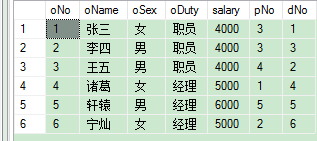 oNo oName oSex oDuty salary pNo dNo
1 1 张三 女 职员 4000 3 1
2 2 李四 男 职员 4000 3 3
3 3 王五 男 职员 4000 4 2
4 4 诸葛 女 经理 5000 1 4
5 5 轩辕 男 经理 6000 5 5
6 6 宁灿 女 经理 5000 2 6